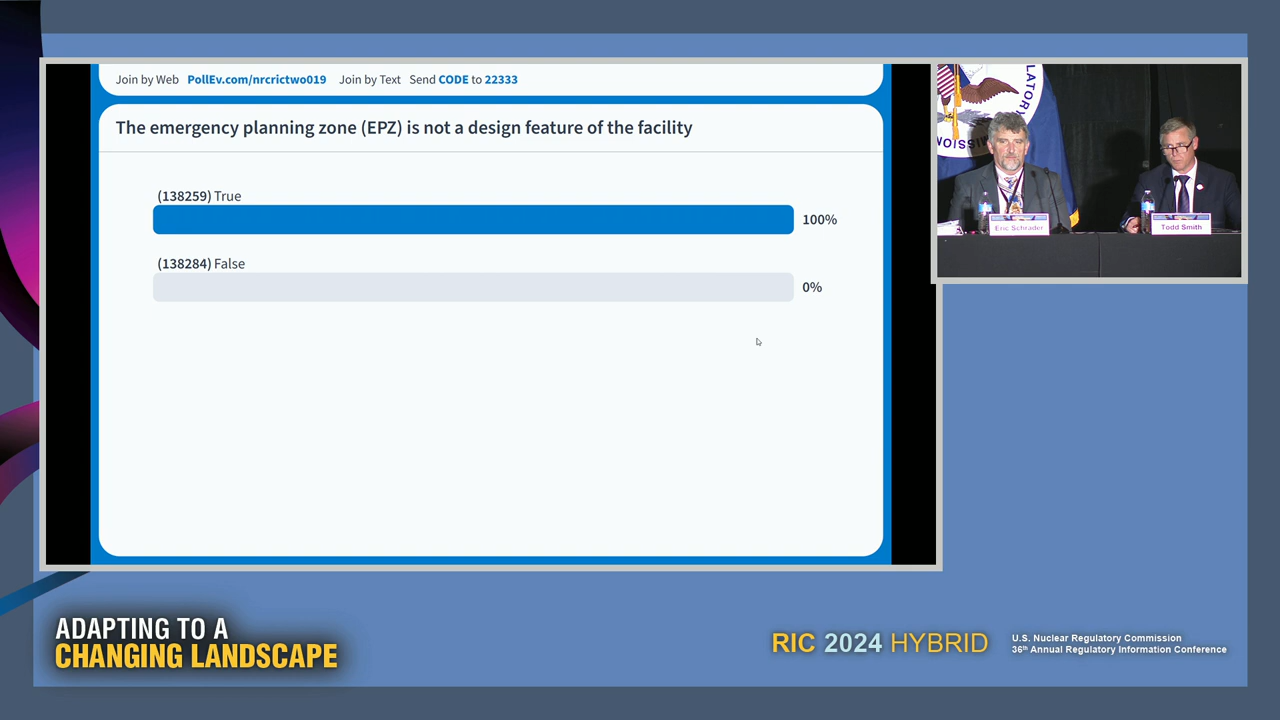 Join by Web PollEv.com/nrcrictwo019 Join by Text Send CODE to 22333
The emergency planning zone (EPZ) is not a design feature of the facility
(138259) True
100%
(138284) False
0%
LATORY
MISSION
Eric Schrader
Todd Smith
ADAPTING TO A
CHANGING LANDSCAPE
RIC 2024 HYBRID
U.S. Nuclear Regulatory Commission
36th Annual Regulatory Information Conference